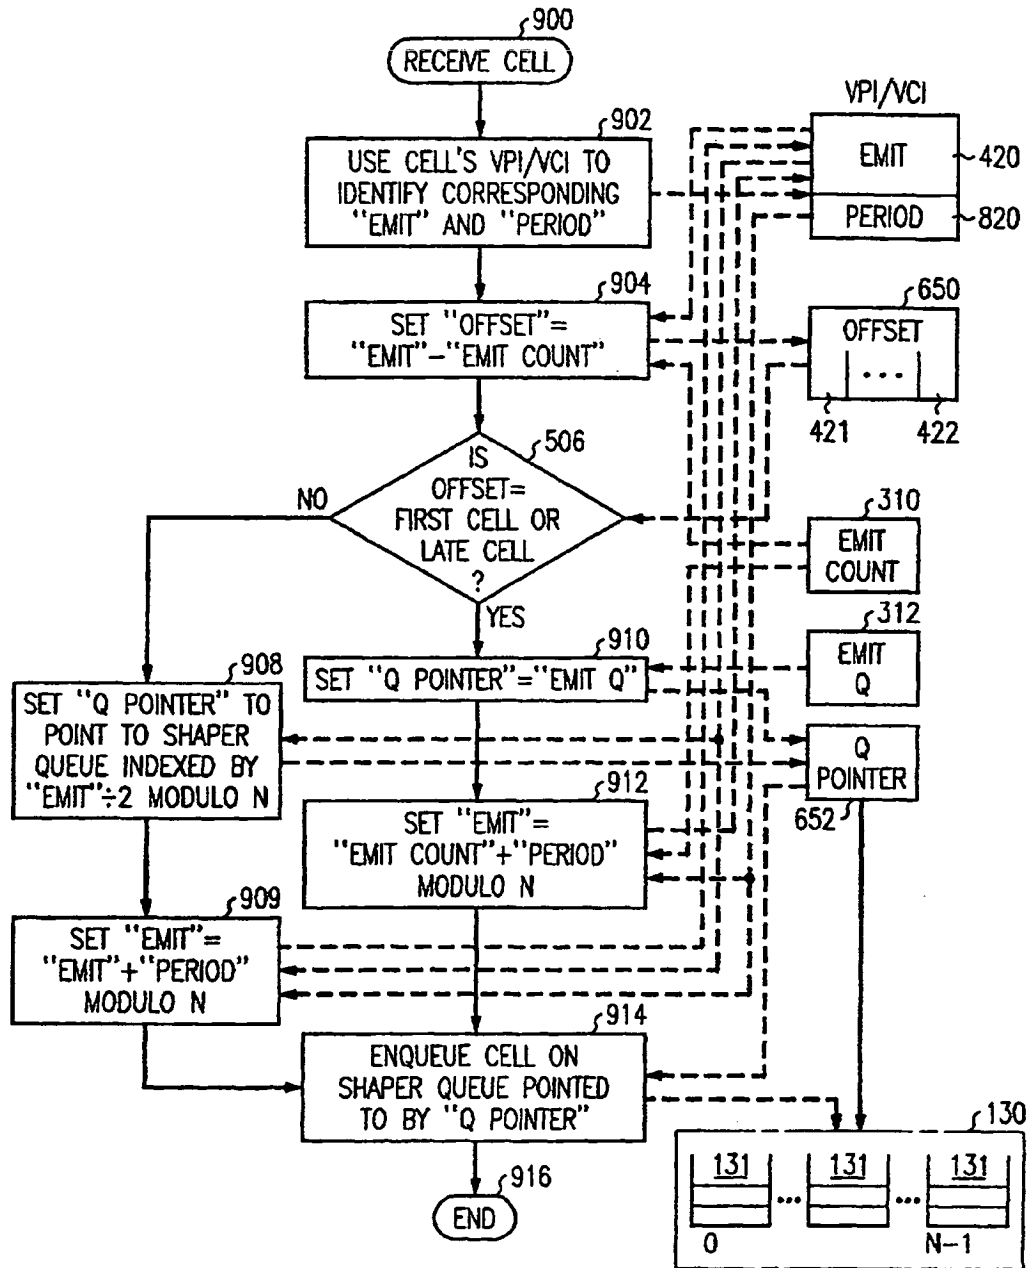 900
RECEIVE CELL
902
USE CELL'S VPI/VCI TO
IDENTIFY CORRESPONDING
"EMIT" AND "PERIOD"
VPI/VCI
EMIT
420
PERIOD
820
904
SET "OFFSET"=
"EMIT"-"EMIT COUNT"
650
OFFSET
...
421
422
506
IS
OFFSET=
FIRST CELL OR
LATE CELL
?
NO
YES
310
EMIT
COUNT
312
EMIT
Q
910
SET "Q POINTER"="EMIT Q"
908
SET "Q POINTER" TO
POINT TO SHAPER
QUEUE INDEXED BY
"EMIT"÷2 MODULO N
Q
POINTER
652
912
SET "EMIT"=
"EMIT COUNT"+"PERIOD"
MODULO N
909
SET "EMIT"=
"EMIT"+"PERIOD"
MODULO N
914
ENQUEUE CELL ON
SHAPER QUEUE POINTED
TO BY "Q POINTER"
916
END
130
131
131
131
... ...
0
N-1